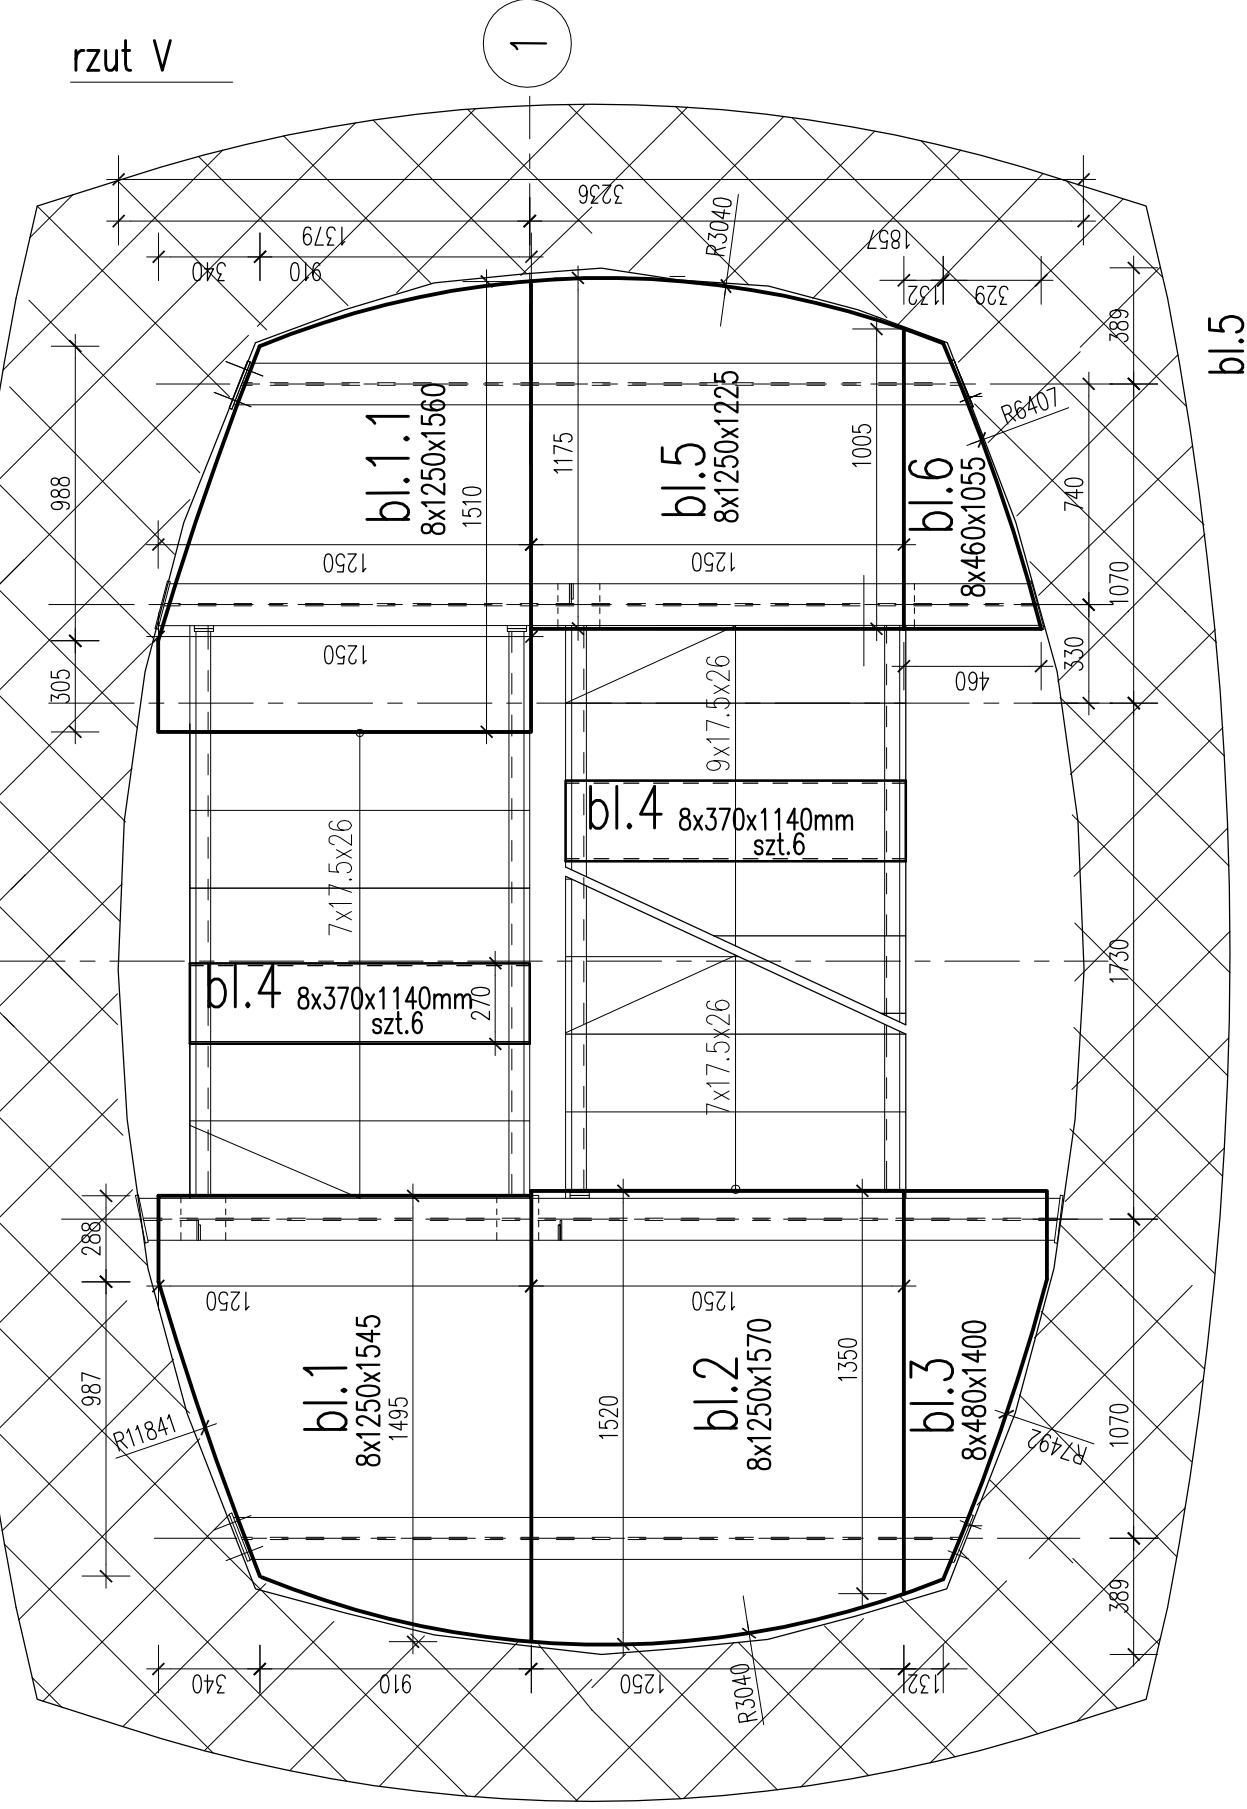 rzut V
1
3236
1379
1857
340
910
R3040
132
329
389
bl.5
988
bl.1.1
8x1250x1560
1510
1175
bl.5
8x1250x1225
1005
bl.6
8x460x1055
R6407
740
1070
1250
1250
305
1250
9x17.5x26
460
330
7x17.5x26
bl.4 8x370x1140mm
szt.6
bl.4 8x370x1140mm
szt.6
270
7x17.5x26
1730
288
1250
1250
987
R11841
bl.1
8x1250x1545
1495
1520
bl.2
8x1250x1570
1350
bl.3
8x480x1400
R7492
1070
389
340
910
1250
R3040
132